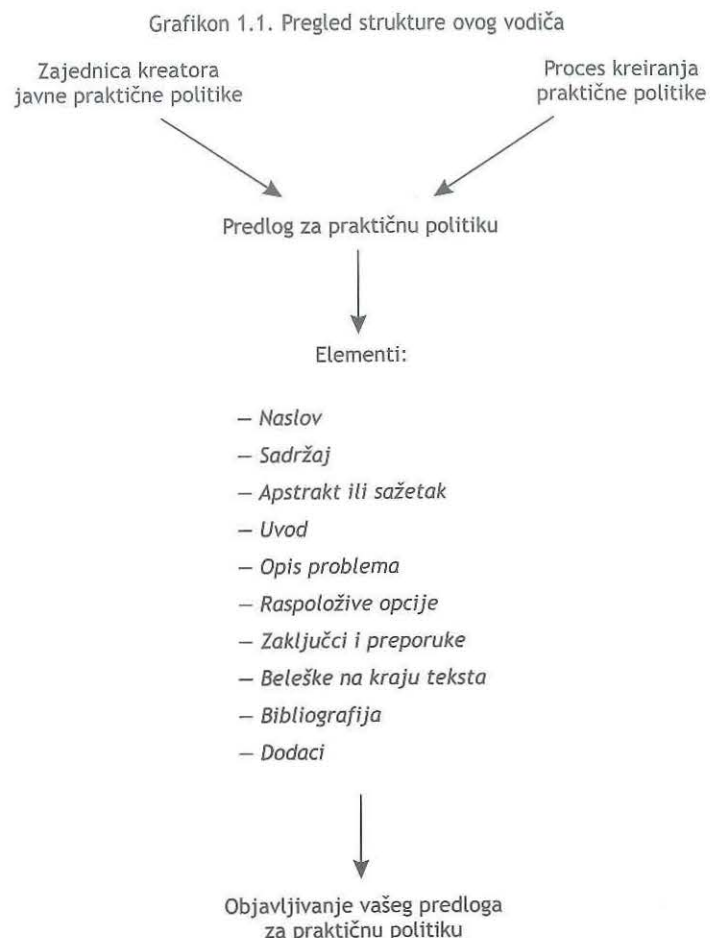 Grafikon 1.1. Pregled strukture ovog vodiča
Zajednica kreatora
javne praktične politike
Proces kreiranja
praktične politike
Predlog za praktičnu politiku
Elementi:
— Naslov
— Sadržaj
— Apstrakt ili sažetak
— Uvod
— Opis problema
— Raspoložive opcije
— Zaključci i preporuke
— Beleške na kraju teksta
— Bibliografija
— Dodaci
Objavljivanje vašeg predloga
za praktičnu politiku